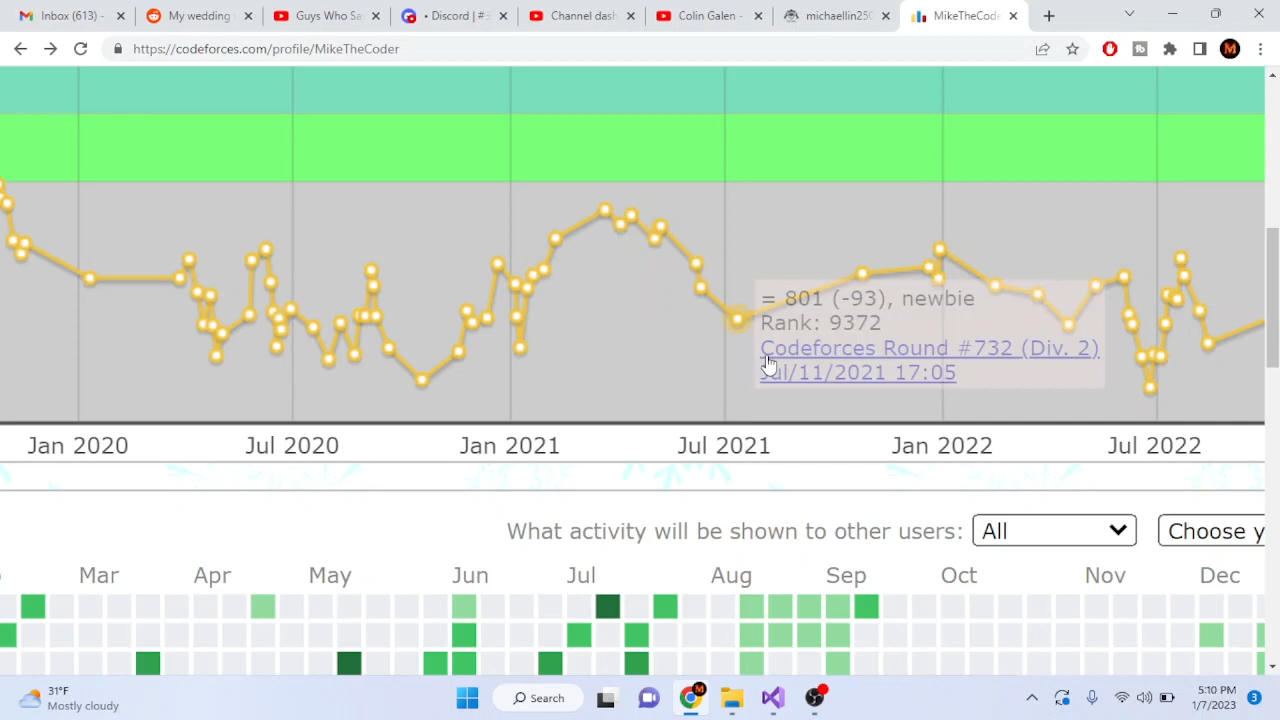 Inbox (613) -
My wedding
Guys Who Sa
• Discord | #
Channel dash
Colin Galen -
michaellin250
MikeTheCode
https://codeforces.com/profile/MikeTheCoder
M
= 801 (-93), newbie
Rank: 9372
Codeforces Round #732 (Div. 2)
Jul/11/2021 17:05
Jan 2020 Jul 2020 Jan 2021 Jul 2021 Jan 2022 Jul 2022
What activity will be shown to other users: All Choose y
Mar Apr May Jun Jul Aug Sep Oct Nov Dec
31°F
Mostly cloudy
Search
5:10 PM
1/7/2023
3